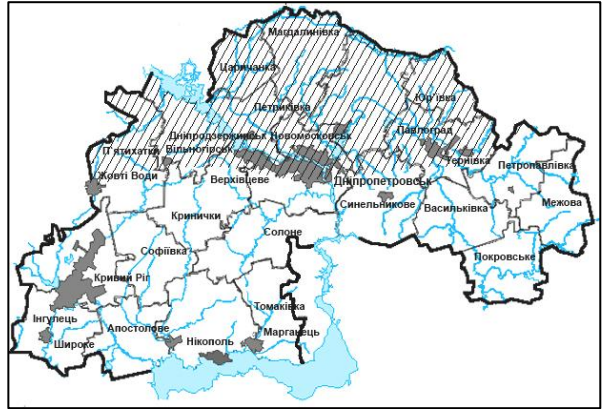 Магдалинівка
Царичанка
Юр'ївка
Петриківка
Дніпродзержинськ
Новомосковськ
Павлоград
Вільногірськ
П'ятихатки
Тернівка
Петропавлівка
Жовті Води
Верхівцеве
Дніпропетровськ
Синельникове
Васильківка
Межова
Кринички
Солоне
Софіївка
Покровське
Кривий Ріг
Томаківка
Інгулець
Апостолове
Широке
Нікополь
Марганець